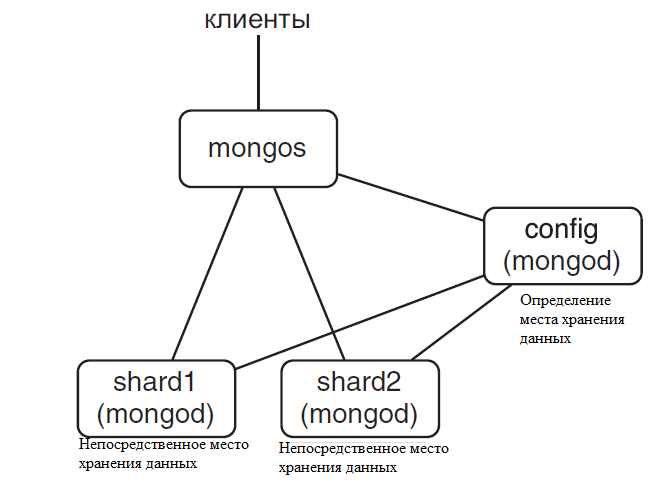 клиенты
mongos
config
(mongod)
Определение
места хранения
данных
shard1
(mongod)
Непосредственное место
хранения данных
shard2
(mongod)
Непосредственное место
хранения данных